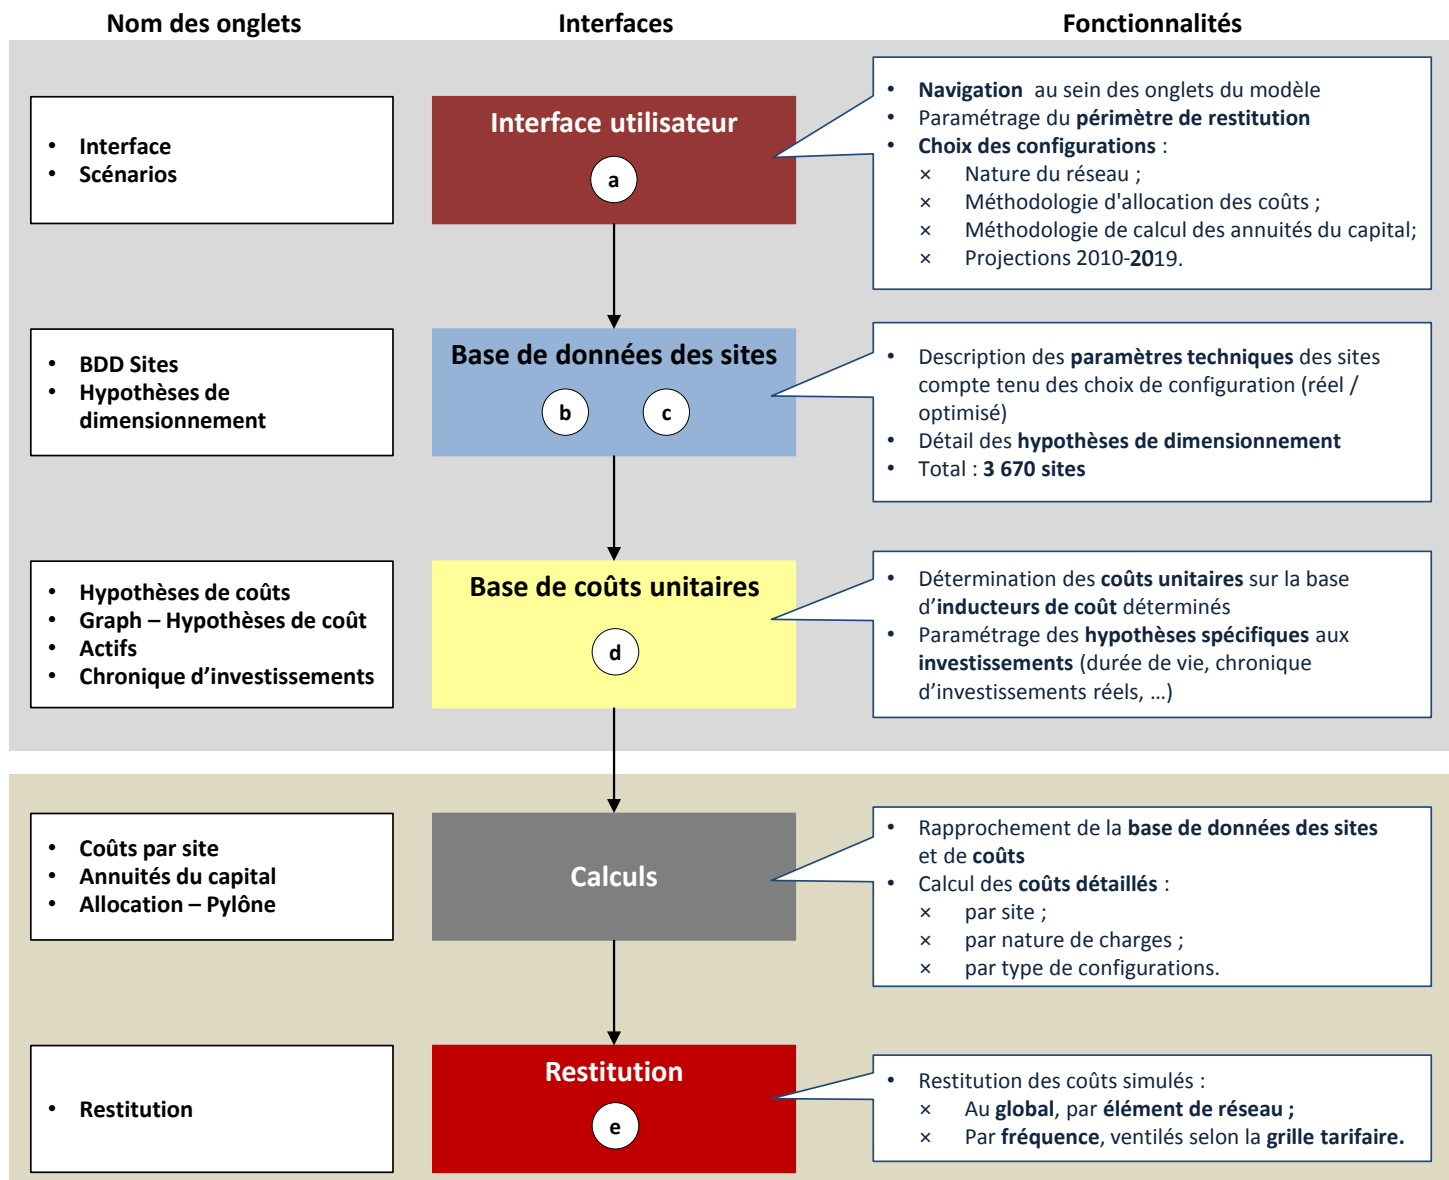 Nom des onglets
Interfaces
Fonctionnalités
• Interface
• Scénarios
Interface utilisateur
a
• Navigation au sein des onglets du modèle
• Paramétrage du périmètre de restitution
• Choix des configurations :
× Nature du réseau ;
× Méthodologie d'allocation des coûts ;
× Méthodologie de calcul des annuités du capital;
× Projections 2010-2019.
• BDD Sites
• Hypothèses de
dimensionnement
Base de données des sites
b
c
• Description des paramètres techniques des sites
compte tenu des choix de configuration (réel /
optimisé)
• Détail des hypothèses de dimensionnement
• Total : 3 670 sites
• Hypothèses de coûts
• Graph – Hypothèses de coût
• Actifs
• Chronique d’investissements
Base de coûts unitaires
d
• Détermination des coûts unitaires sur la base
d’inducteurs de coût déterminés
• Paramétrage des hypothèses spécifiques aux
investissements (durée de vie, chronique
d’investissements réels, …)
• Coûts par site
• Annuités du capital
• Allocation – Pylône
Calculs
• Rapprochement de la base de données des sites
et de coûts
• Calcul des coûts détaillés :
× par site ;
× par nature de charges ;
× par type de configurations.
• Restitution
Restitution
e
• Restitution des coûts simulés :
× Au global, par élément de réseau ;
× Par fréquence, ventilés selon la grille tarifaire.